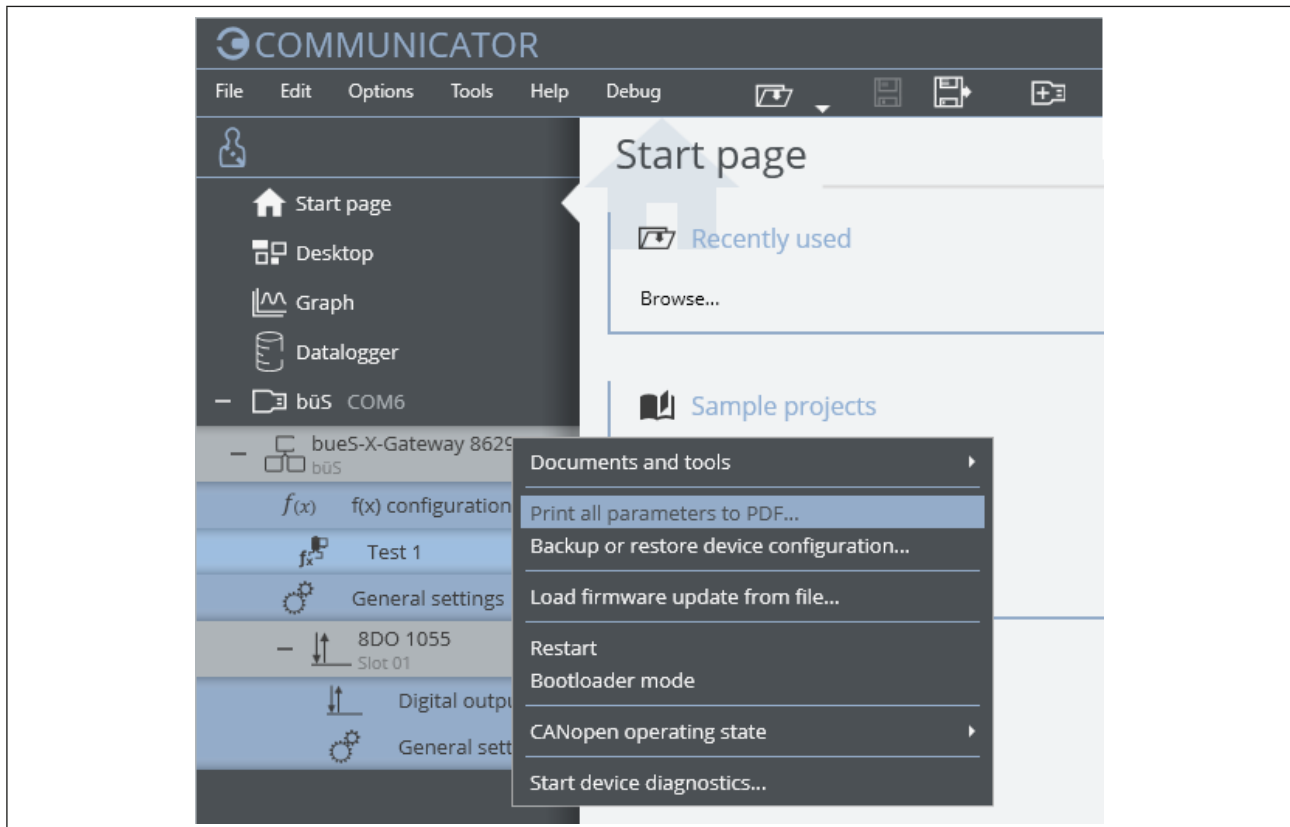 COMMUNICATOR
File Edit Options Tools Help Debug
Start page
Start page
Desktop
Graph
Datalogger
büS COM6
bueS-X-Gateway 8629
büS
f(x) f(x) configuration
fx Test 1
General settings
8DO 1055
Slot 01
Digital outpu
General sett
Recently used
Browse...
Sample projects
Documents and tools
Print all parameters to PDF...
Backup or restore device configuration...
Load firmware update from file...
Restart
Bootloader mode
CANopen operating state
Start device diagnostics...